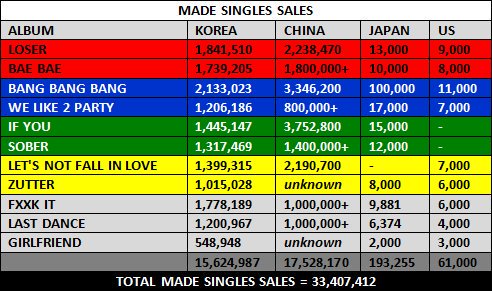 MADE SINGLES SALES
ALBUM KOREA CHINA JAPAN US
LOSER 1,841,510 2,238,470 13,000 9,000
BAE BAE 1,739,205 1,800,000+ 10,000 8,000
BANG BANG BANG 2,133,023 3,346,200 100,000 11,000
WE LIKE 2 PARTY 1,206,186 800,000+ 17,000 7,000
IF YOU 1,445,147 3,752,800 15,000 -
SOBER 1,317,469 1,400,000+ 12,000 -
LET'S NOT FALL IN LOVE 1,399,315 2,190,700 - 7,000
ZUTTER 1,015,028 unknown 8,000 6,000
FXXK IT 1,778,189 1,000,000+ 9,881 6,000
LAST DANCE 1,200,967 1,000,000+ 6,374 4,000
GIRLFRIEND 548,948 unknown 2,000 3,000
15,624,987 17,528,170 193,255 61,000
TOTAL MADE SINGLES SALES = 33,407,412